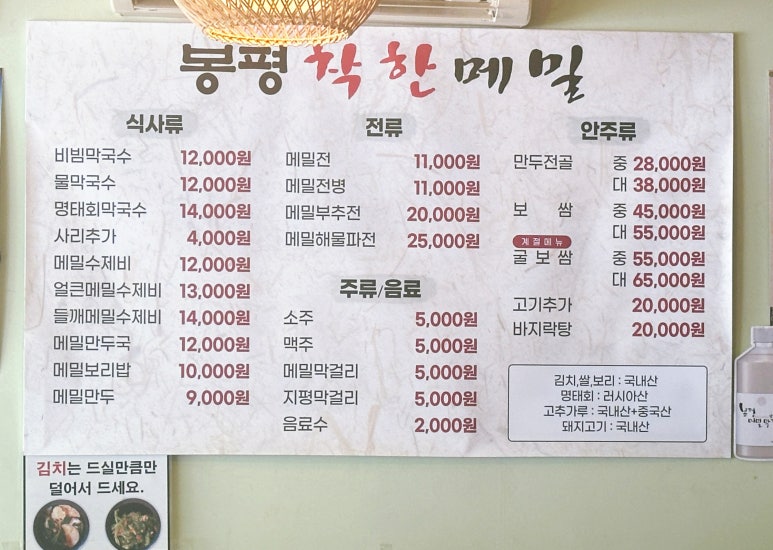 봉평 착한메밀
식사류
비빔막국수 12,000원
물막국수 12,000원
명태회막국수 14,000원
사리추가 4,000원
메밀수제비 12,000원
얼큰메밀수제비 13,000원
들깨메밀수제비 14,000원
메밀만두국 12,000원
메밀보리밥 10,000원
메밀만두 9,000원
전류
메밀전 11,000원
메밀전병 11,000원
메밀부추전 20,000원
메밀해물파전 25,000원
주류/음료
소주 5,000원
맥주 5,000원
메밀막걸리 5,000원
지평막걸리 5,000원
음료수 2,000원
안주류
만두전골 중 28,000원
대 38,000원
보 쌈 중 45,000원
대 55,000원
계절메뉴
굴보쌈 중 55,000원
대 65,000원
고기추가 20,000원
바지락탕 20,000원
김치,쌀,보리 : 국내산
명태회 : 러시아산
고추가루 : 국내산+중국산
돼지고기 : 국내산
김치는 드실만큼만
덜어서 드세요.